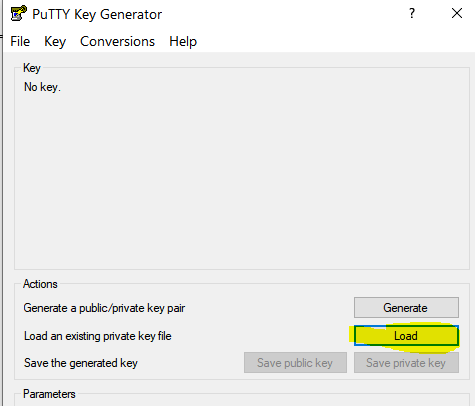 PuTTY Key Generator ? ×
File Key Conversions Help
Key
No key.
Actions
Generate a public/private key pair Generate
Load an existing private key file Load
Save the generated key Save public key Save private key
Parameters